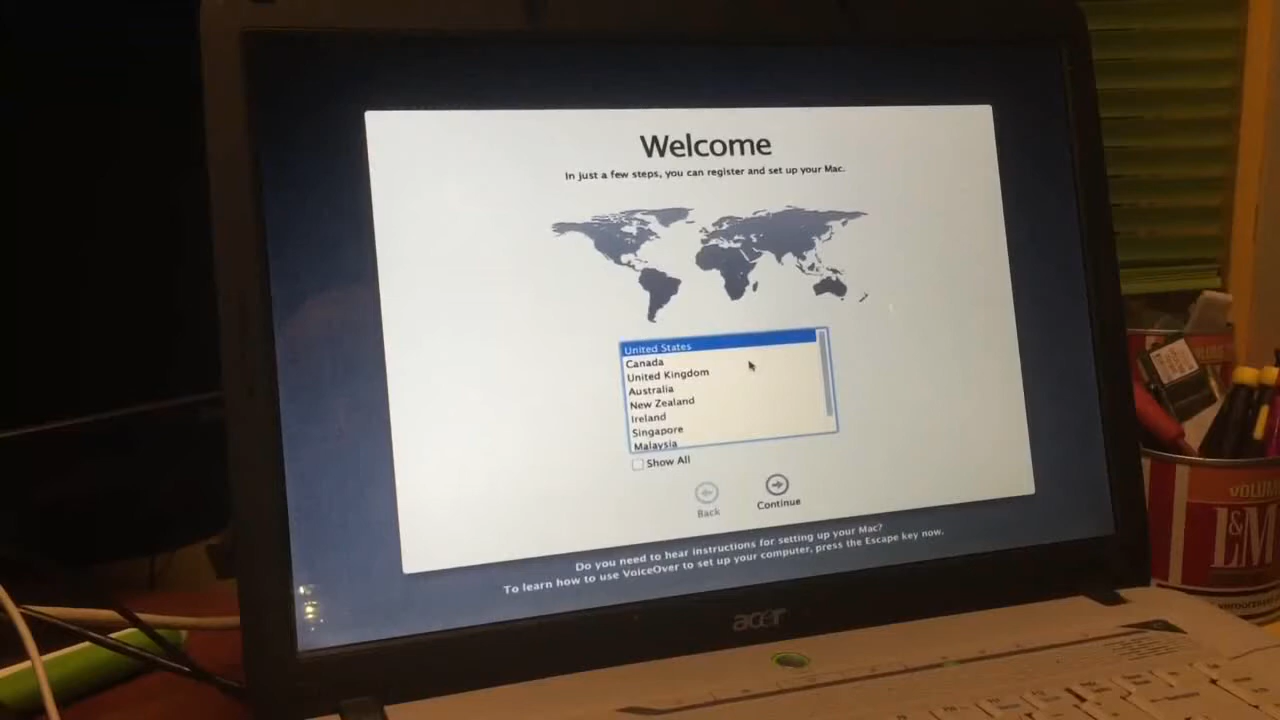 Welcome
In just a few steps, you can register and set up your Mac.
United States
Canada
United Kingdom
Australia
New Zealand
Ireland
Singapore
Malaysia
Show All
Back
Continue
Do you need to hear instructions for setting up your Mac?
To learn how to use VoiceOver to set up your computer, press the Escape key now.
acer
L&M